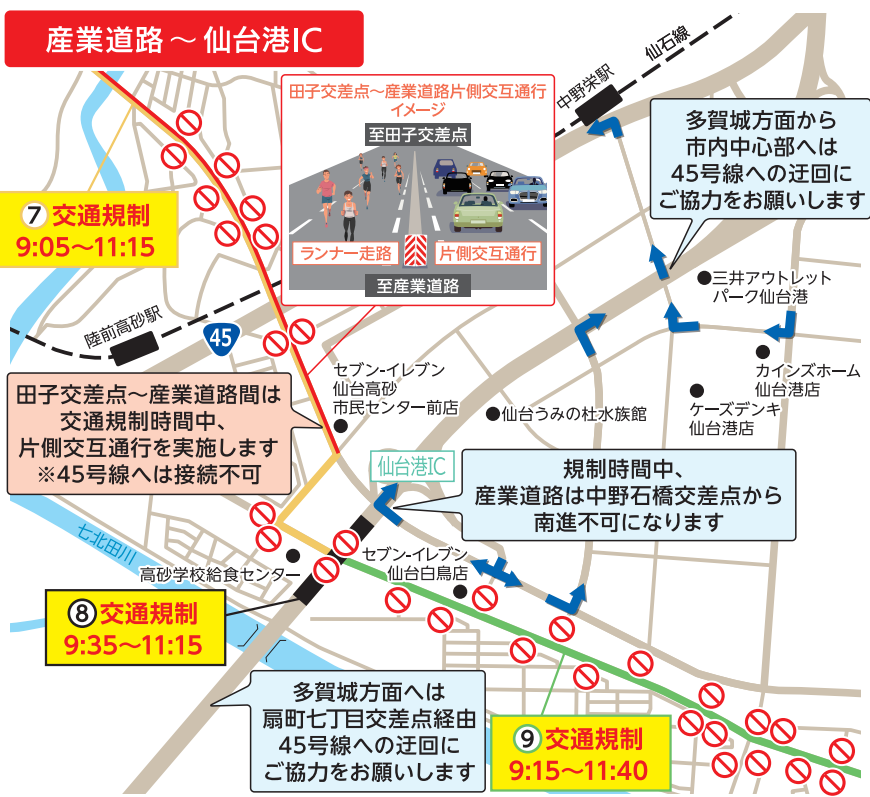 産業道路～仙台港IC
仙石線
中野栄駅
田子交差点～産業道路片側交互通行
イメージ
至田子交差点
ランナー走路
片側交互通行
至産業道路
多賀城方面から
市内中心部へは
45号線への迂回に
ご協力をお願いします
⑦交通規制
9:05～11:15
三井アウトレット
パーク仙台港
陸前高砂駅
45
セブン-イレブン
仙台高砂
市民センター前店
カインズホーム
仙台港店
ケーズデンキ
仙台港店
仙台うみの杜水族館
田子交差点～産業道路間は
交通規制時間中、
片側交互通行を実施します
※45号線へは接続不可
仙台港IC
規制時間中、
産業道路は中野石橋交差点から
南進不可になります
七北田川
高砂学校給食センター
セブン-イレブン
仙台白鳥店
⑧交通規制
9:35～11:15
多賀城方面へは
扇町七丁目交差点経由
45号線への迂回に
ご協力をお願いします
⑨交通規制
9:15～11:40